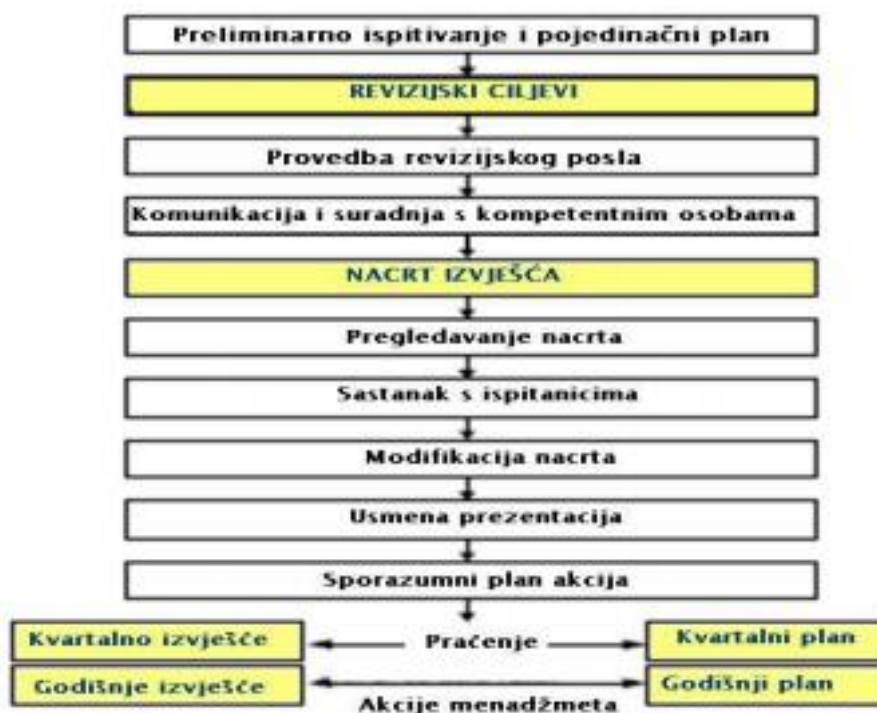 Preliminarno ispitivanje i pojedinačni plan
REVIZIJSKI CILJEVI
Provedba revizijskog posla
Komunikacija i suradnja s kompetentnim osobama
NACRT IZVJEŠĆA
Pregledavanje nacrta
Sastanak s ispitanicima
Modifikacija nacrta
Usmena prezentacija
Sporazumni plan akcija
Kvartalno izvješće
Praćenje
Kvartalni plan
Godišnje izvješće
Godišnji plan
Akcije menadžmeta